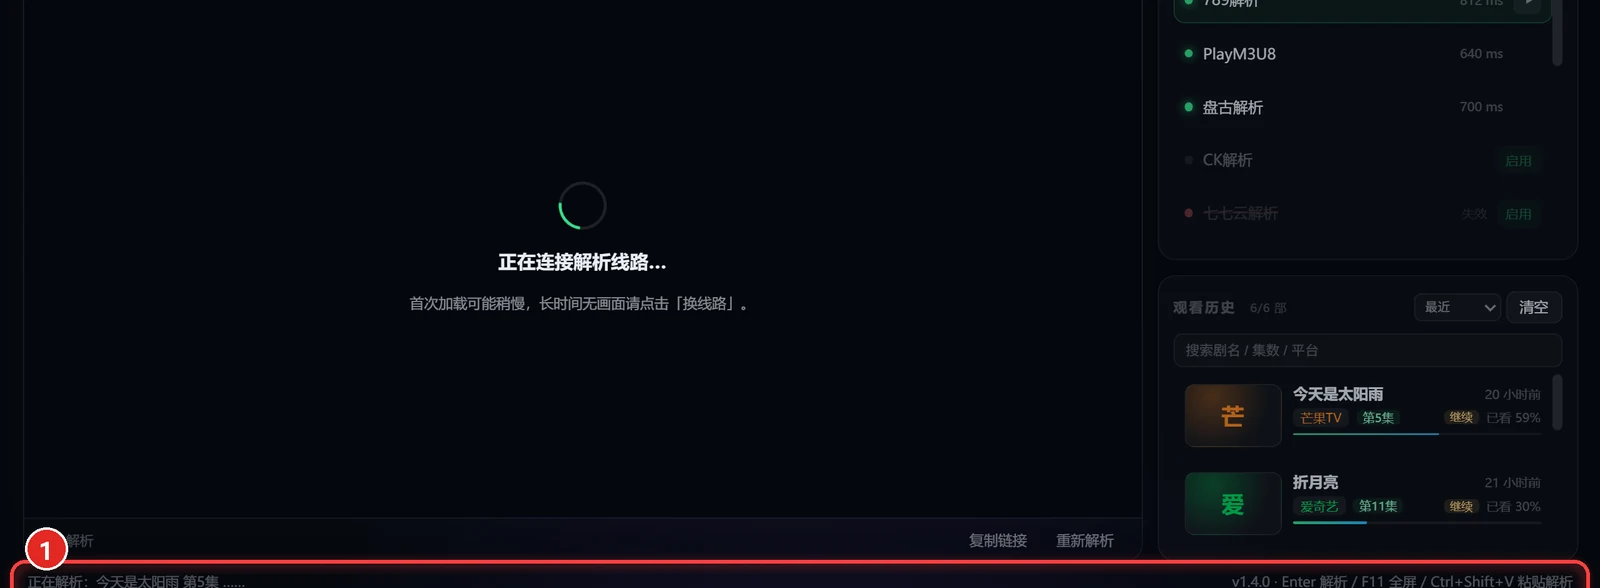 789解析 812 ms
PlayM3U8 640 ms
盘古解析 700 ms
CK解析 启用
七七云解析 失效 启用
正在连接解析线路...
首次加载可能稍慢，长时间无画面请点击「换线路」。
观看历史 6/6 部 最近 清空
搜索剧名 / 集数 / 平台
芒
今天是太阳雨 20 小时前
芒果TV 第5集 继续 已看 59%
爱
折月亮 21 小时前
爱奇艺 第11集 继续 已看 30%
解析 复制链接 重新解析
1
正在解析：今天是太阳雨 第5集 ......
v1.4.0 · Enter 解析 / F11 全屏 / Ctrl+Shift+V 粘贴解析